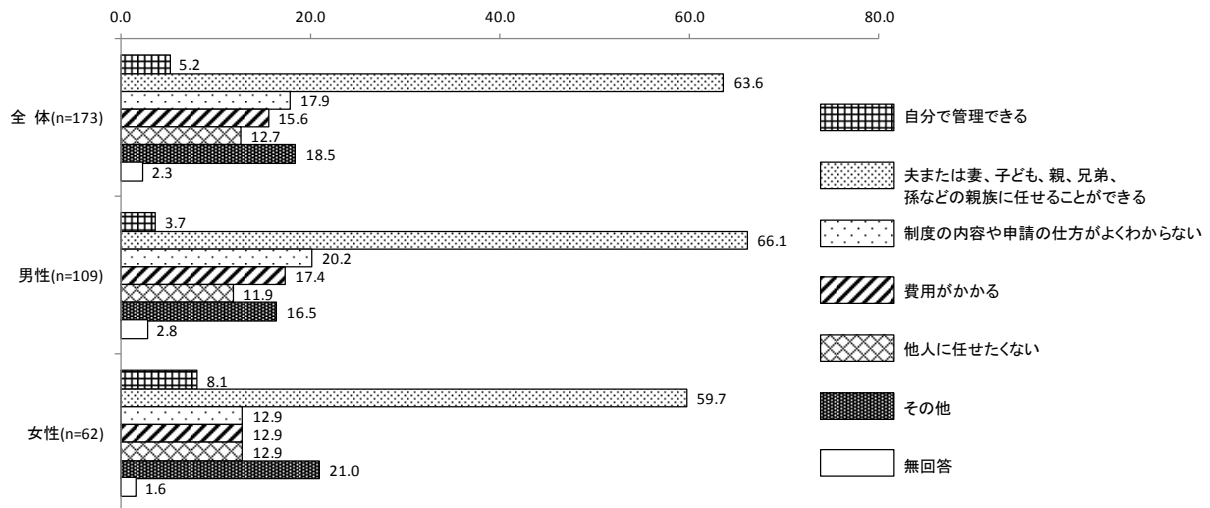 0.0 20.0 40.0 60.0 80.0
全 体(n=173)
5.2
63.6
17.9
15.6
12.7
18.5
2.3
男性(n=109)
3.7
66.1
20.2
17.4
11.9
16.5
2.8
女性(n=62)
8.1
59.7
12.9
12.9
12.9
21.0
1.6
自分で管理できる
夫または妻、子ども、親、兄弟、
孫などの親族に任せることができる
制度の内容や申請の仕方がよくわからない
費用がかかる
他人に任せたくない
その他
無回答